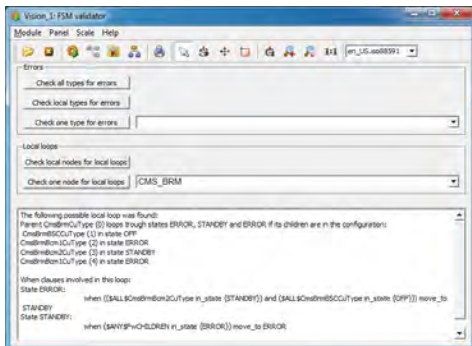 Vision_1: FSM validator
Module Panel Scale Help
1:1 en_US.iso88591
Errors
Check all types for errors
Check local types for errors
Check one type for errors
Local loops
Check local nodes for local loops
Check one node for local loops CMS_BRM
The following possible local loop was found:
Parent CmsBrmCuType (0) loops trough states ERROR, STANDBY and ERROR if its children are in the configuration:
CmsBrmBSCCuType (1) in state OFF
CmsBrmBcm1CuType (2) in state ERROR
CmsBrmBcm2CuType (3) in state STANDBY
CmsBrmBcm1CuType (4) in state ERROR
When clauses involved in this loop:
State ERROR:
when (($ALL$CmsBrmBcm2CuType in_state {STANDBY}) and ($ALL$CmsBrmBSCCuType in_state {OFF})) move_to
STANDBY
State STANDBY:
when ($ANY$FwCHILDREN in_state {ERROR}) move_to ERROR